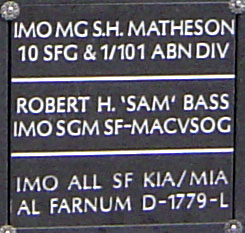 IMO MG S.H. MATHESON
10 SFG & 1/101 ABN DIV
ROBERT H. 'SAM' BASS
IMO SGM SF-MACVSOG
IMO ALL SF KIA/MIA
AL FARNUM D-1779-L